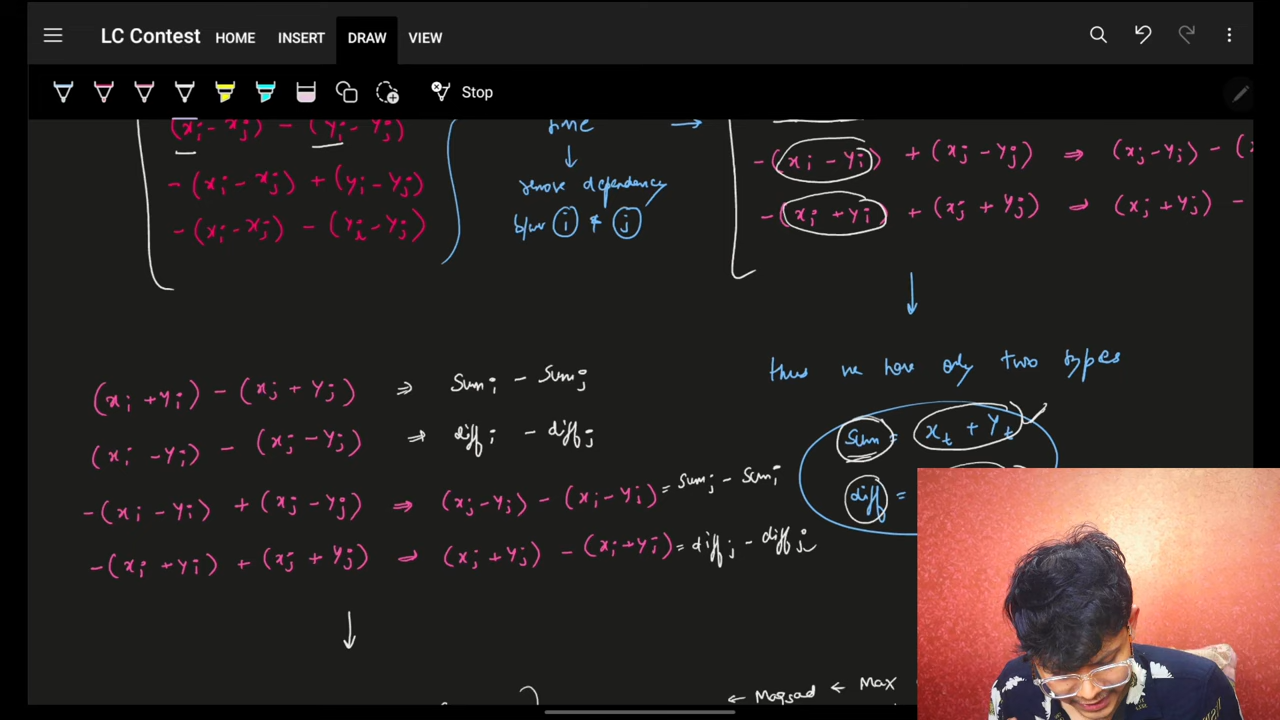 LC Contest HOME INSERT DRAW VIEW
Stop
(xi - xj) - (yi - yj)
- (xi - xj) + (yi - yj)
- (xi - xj) - (yi - yj)
time →
↓
remove dependency
b/w i & j
- (xi - yi) + (xj - yj) ⇒ (xj - yj) - (x
- (xi + yi) + (xj + yj) → (xj + yj) -
↓
thus we have only two types
sum = xt + yt ✓
diff =
(xi + yi) - (xj + yj) ⇒ sumi - sumj
(xi - yi) - (xj - yj) ⇒ diffi - diffj
- (xi - yi) + (xj - yj) ⇒ (xj - yj) - (xi - yi) = sumj - sumi
- (xi + yi) + (xj + yj) → (xj + yj) - (xi + yi) = diffj - diffi
↓
← Maqsad ← Max